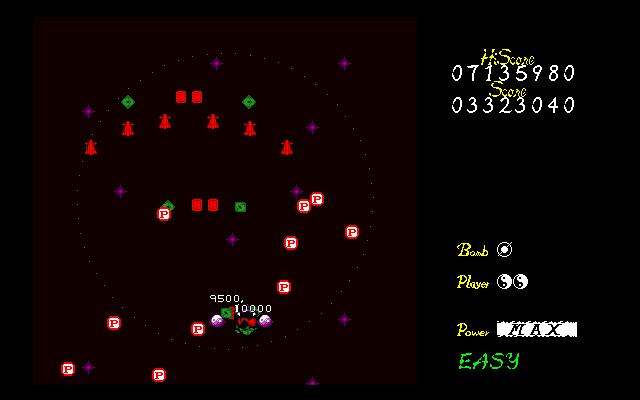 HiScore
07135980
Score
03323040
P
P
P
P
P
Bomb
Player
P
9500,
10000
P
P
Power MAX
EASY
P
P